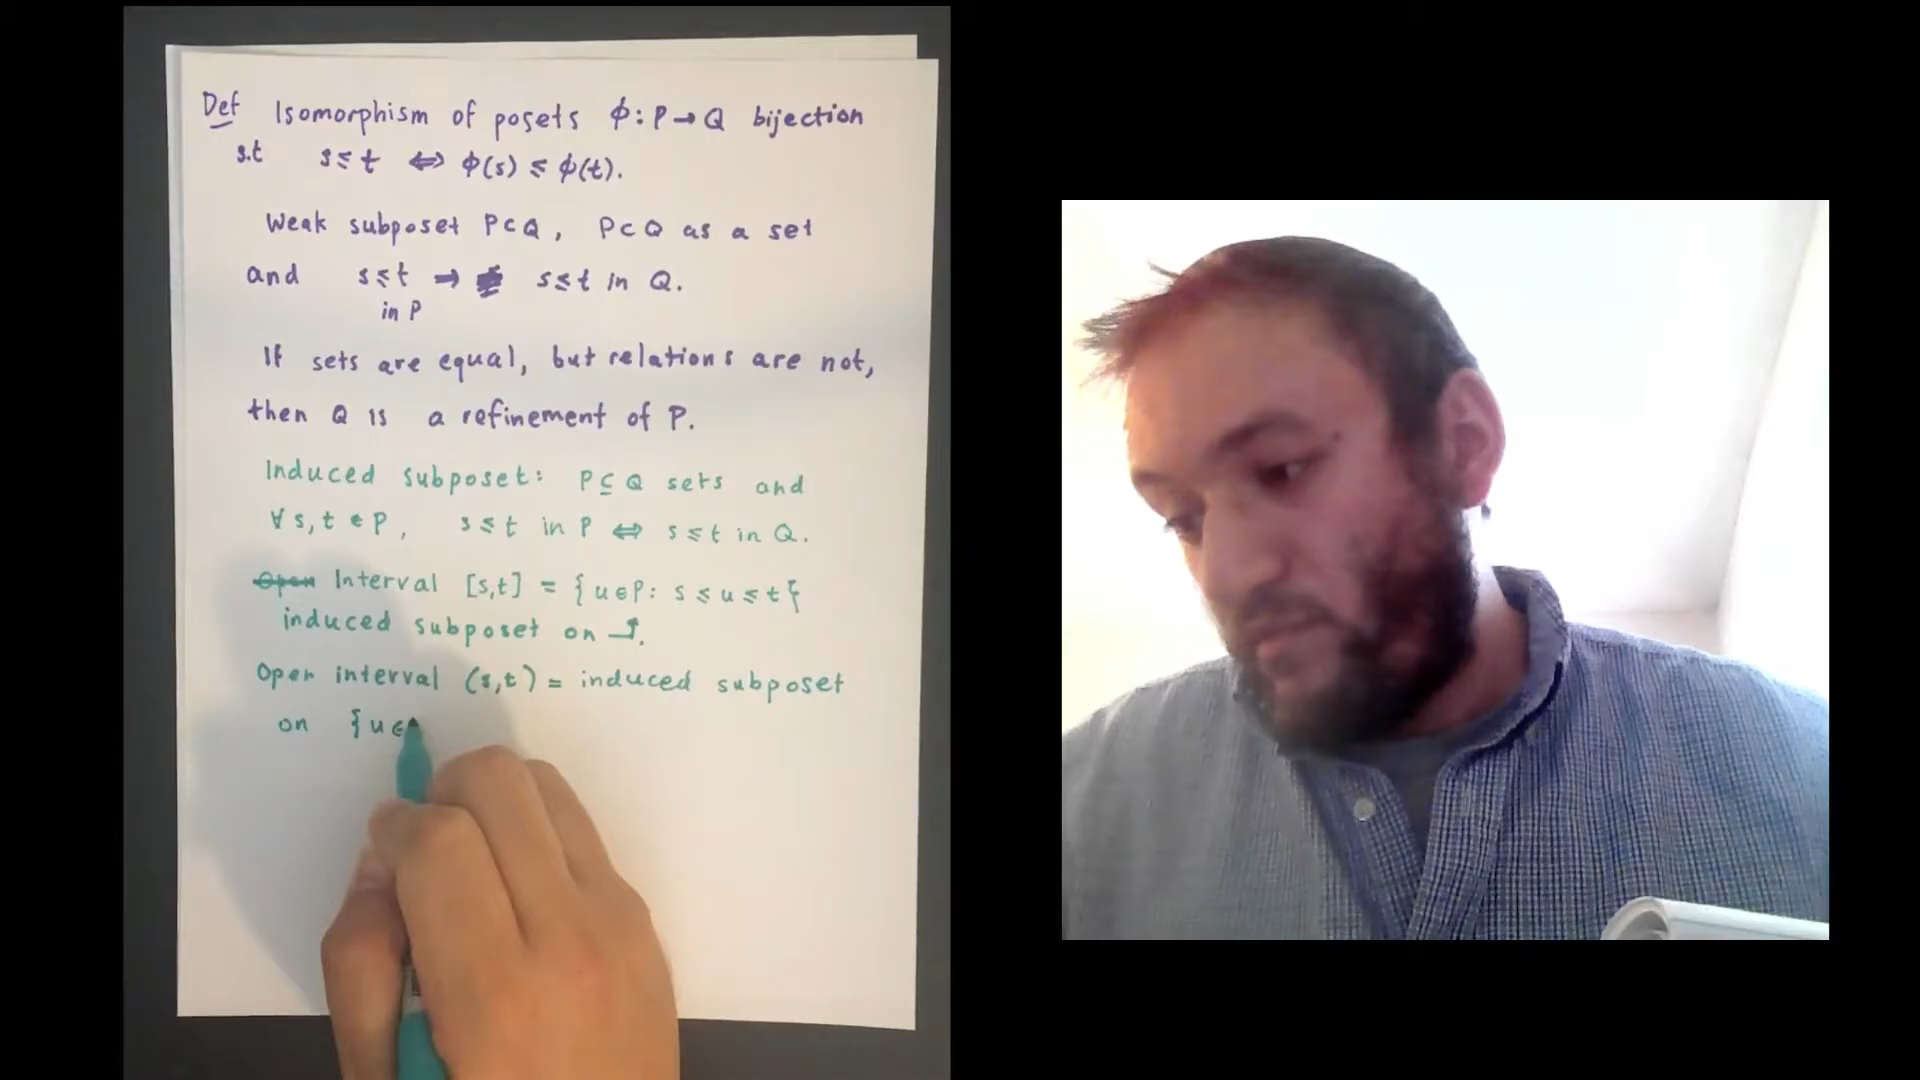 Def Isomorphism of posets ϕ: P → Q bijection
s.t s ≤ t ⇔ ϕ(s) ≤ ϕ(t).
Weak subposet P⊂Q, P⊂Q as a set
and s ≤ t → s ≤ t in Q.
in P
If sets are equal, but relations are not,
then Q is a refinement of P.
Induced subposet: P ⊆ Q sets and
∀ s, t ∈ P, s ≤ t in P ⇔ s ≤ t in Q.
Open Interval [s,t] = { u ∈ P: s ≤ u ≤ t }
induced subposet on ⤴.
Open interval (s,t) = induced subposet
on { u ∈